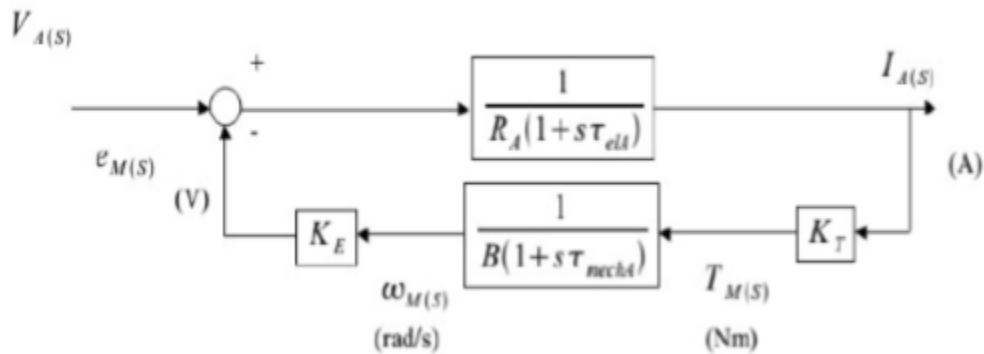 V_A(S)
+
1
R_A(1+sτ_elA)
I_A(S)
-
e_M(S)
(V)
(A)
K_E
1
B(1+sτ_mechA)
K_T
ω_M(S)
T_M(S)
(rad/s)
(Nm)